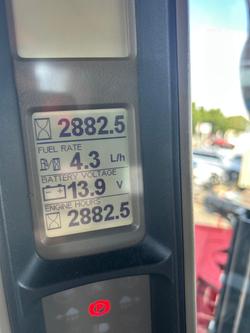 2882.5
FUEL RATE
4.3 L/h
BATTERY VOLTAGE
13.9 V
ENGINE HOURS
2882.5